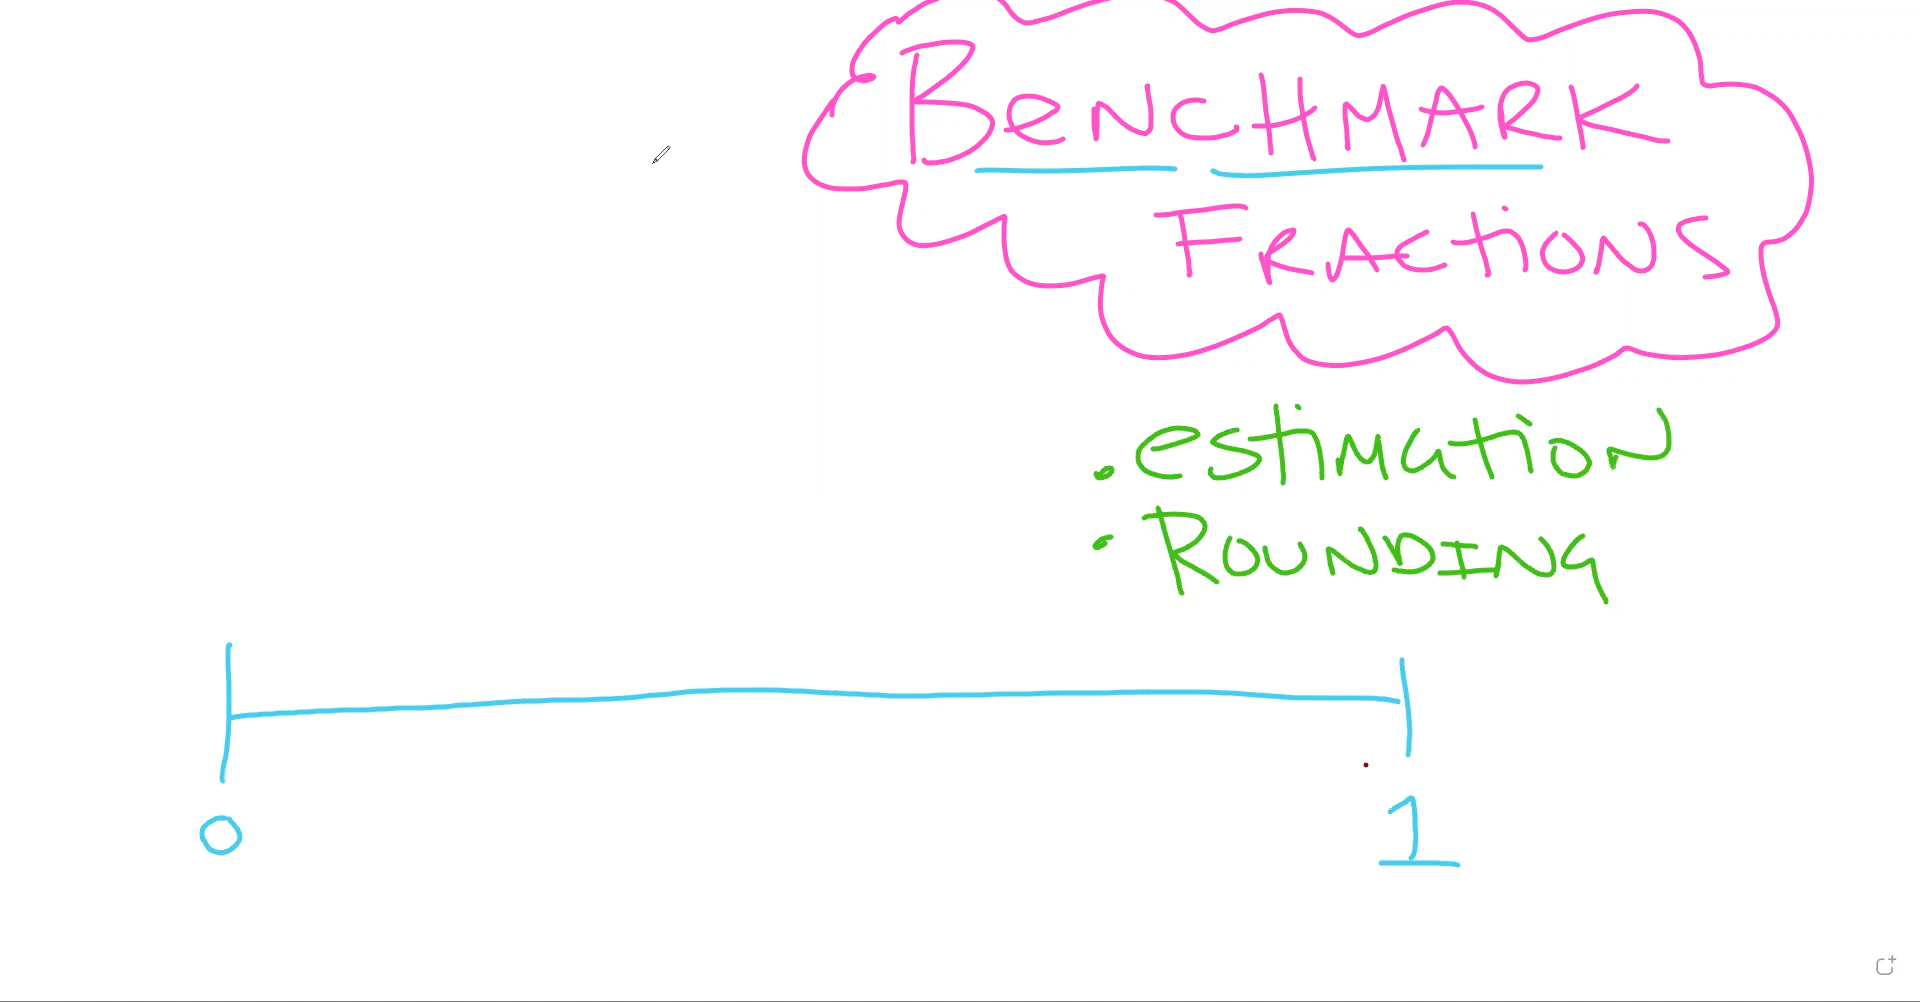 BeNCHMARK
FRACtiONS
• estimation
• ROUNDING
0 1